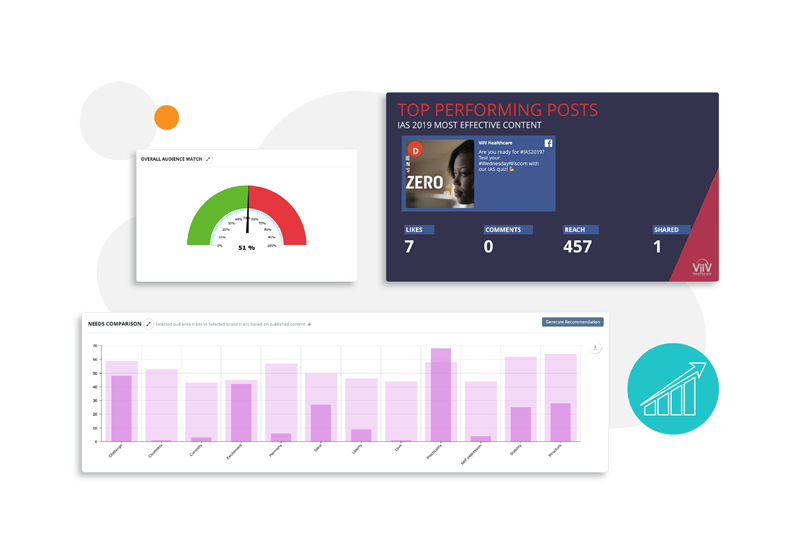 OVERALL AUDIENCE MATCH
0%
20%
30%
40%
60%
80%
100%
51 %
TOP PERFORMING POSTS
IAS 2019 MOST EFFECTIVE CONTENT
D
ZERO
ViiV Healthcare
Are you ready for #IAS2019?
Test your
#WednesdayWisdom with
our IAS quiz! 💪
LIKES
COMMENTS
REACH
SHARED
7
0
457
1
ViiV
Healthcare
NEEDS COMPARISON
Selected audience traits vs Selected brand traits based on published content
Generate Recommendation
70
60
50
40
30
20
10
0
Challenge
Closeness
Curiosity
Excitement
Harmony
Ideal
Liberty
Love
Practicality
Self-expression
Stability
Structure